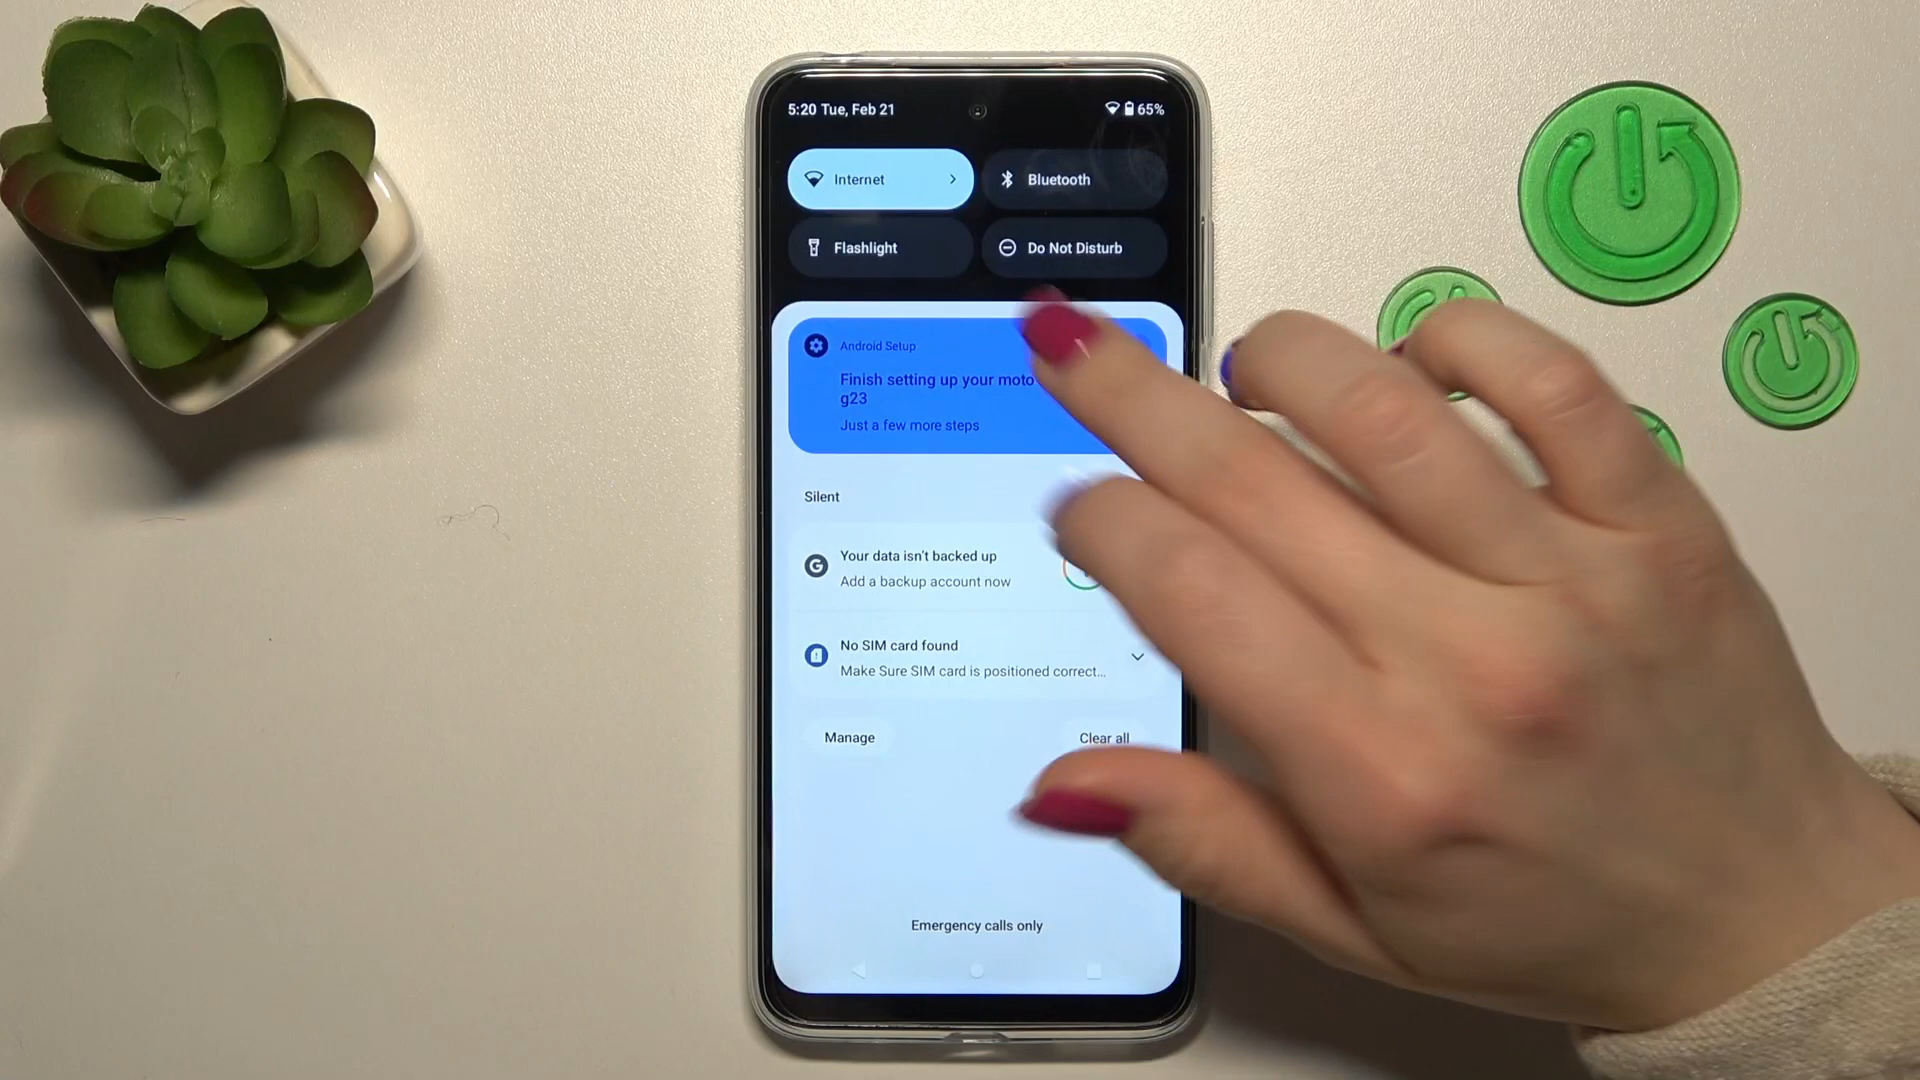 5:20 Tue, Feb 21
65%
Internet
Bluetooth
Flashlight
Do Not Disturb
Android Setup
Finish setting up your moto
g23
Just a few more steps
Silent
Your data isn't backed up
Add a backup account now
No SIM card found
Make Sure SIM card is positioned correct...
Manage
Clear all
Emergency calls only